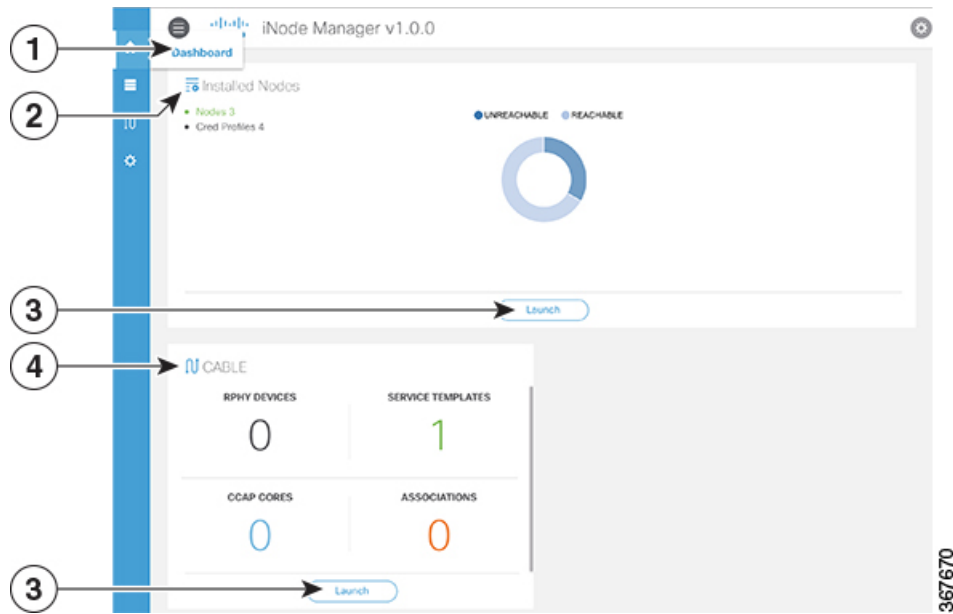 iNode Manager v1.0.0
1
Dashboard
2
Installed Nodes
Nodes 3
Cred Profiles 4
UNREACHABLE
REACHABLE
3
Launch
4
CABLE
RPHY DEVICES
SERVICE TEMPLATES
0
1
CCAP CORES
ASSOCIATIONS
0
0
3
Launch
367670